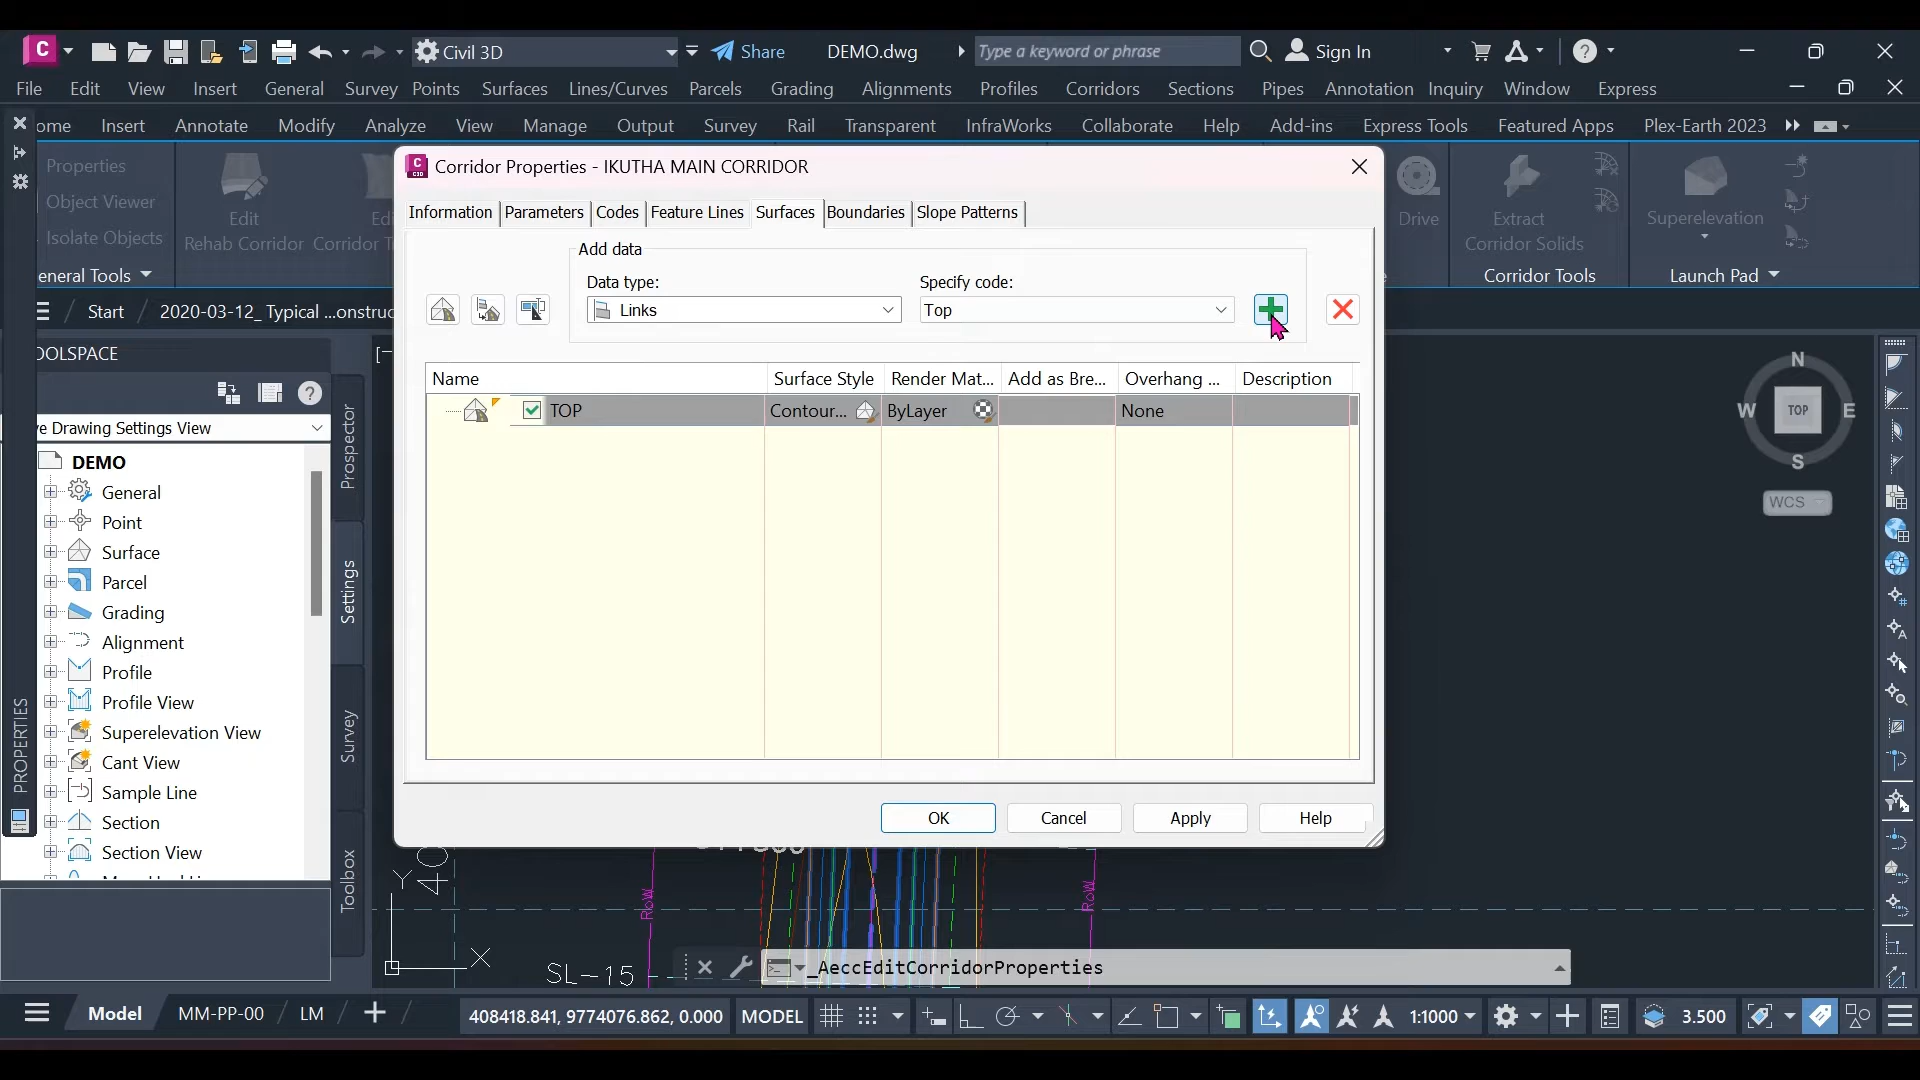 C
Civil 3D
Share
DEMO.dwg
Type a keyword or phrase
Sign In
File Edit View Insert General Survey Points Surfaces Lines/Curves Parcels Grading Alignments Profiles Corridors Sections Pipes Annotation Inquiry Window Express
ome Insert Annotate Modify Analyze View Manage Output Survey Rail Transparent InfraWorks Collaborate Help Add-ins Express Tools Featured Apps Plex-Earth 2023
Properties
Object Viewer
Isolate Objects
eneral Tools
Edit
Rehab Corridor
Edi
Corridor T
Drive
Extract
Corridor Solids
Corridor Tools
Superelevation
Launch Pad
Start
2020-03-12_ Typical ...onstruc
OOLSPACE
ve Drawing Settings View
DEMO
General
Point
Surface
Parcel
Grading
Alignment
Profile
Profile View
Superelevation View
Cant View
Sample Line
Section
Section View
Prospector
Settings
Survey
Toolbox
PROPERTIES
Corridor Properties - IKUTHA MAIN CORRIDOR
Information Parameters Codes Feature Lines Surfaces Boundaries Slope Patterns
Add data
Data type:
Specify code:
Links
Top
Name Surface Style Render Mat... Add as Bre... Overhang ... Description
TOP Contour... ByLayer None
OK Cancel Apply Help
N
W TOP E
S
WCS
RoW
RoW
Y
X
40
SL-15
_AeccEditCorridorProperties
Model MM-PP-00 LM
408418.841, 9774076.862, 0.000 MODEL
1:1000
3.500